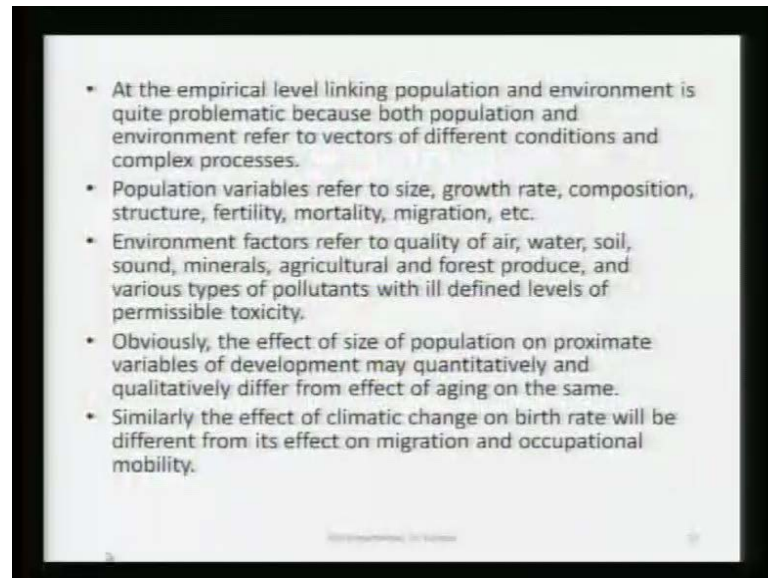 • At the empirical level linking population and environment is
quite problematic because both population and
environment refer to vectors of different conditions and
complex processes.
• Population variables refer to size, growth rate, composition,
structure, fertility, mortality, migration, etc.
• Environment factors refer to quality of air, water, soil,
sound, minerals, agricultural and forest produce, and
various types of pollutants with ill defined levels of
permissible toxicity.
• Obviously, the effect of size of population on proximate
variables of development may quantitatively and
qualitatively differ from effect of aging on the same.
• Similarly the effect of climatic change on birth rate will be
different from its effect on migration and occupational
mobility.